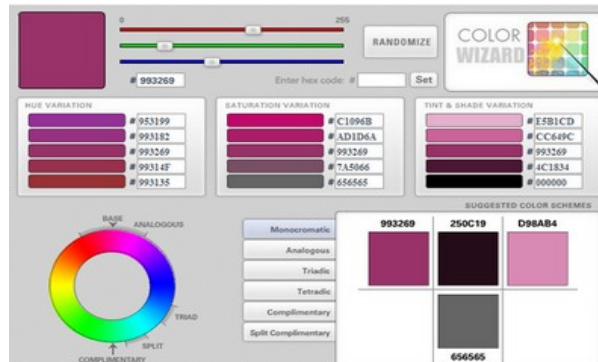 0 255
RANDOMIZE
COLOR
WIZARD
# 993269
Enter hex code: # Set
HUE VARIATION
# 953199
# 993182
# 993269
# 99314F
# 993135
SATURATION VARIATION
# C1096B
# AD1D6A
# 993269
# 7A5066
# 656565
TINT & SHADE VARIATION
# E5B1CD
# CC649C
# 993269
# 4C1834
# 000000
SUGGESTED COLOR SCHEMES
BASE
ANALOGOUS
TRIAD
SPLIT
COMPLIMENTARY
Monocromatic
Analogous
Triadic
Tetradic
Complimentary
Split Complimentary
993269 250C19 D98AB4
656565